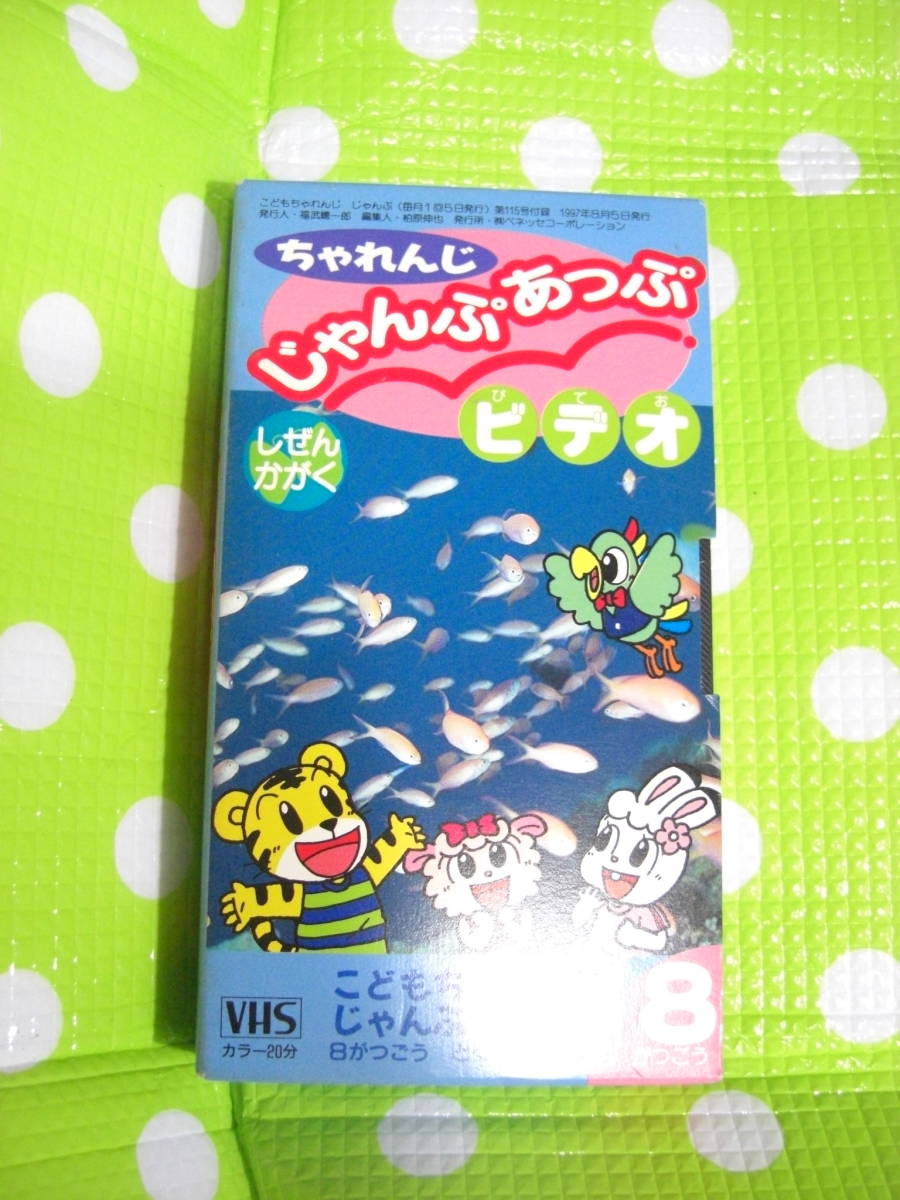 こどもちゃれんじ じゃんぷ(毎月1回5日発行)第115号付録 1997年8月5日発行
発行人・福武總一郎 編集人・柏原伸也 発行所・㈱ベネッセコーポレーション
ちゃれんじ
じゃんぷあっぷ
びでお
ビデオ
しぜん
かがく
こども
じゃんぷ
8
VHS
カラー20分
8がつごう
がつごう